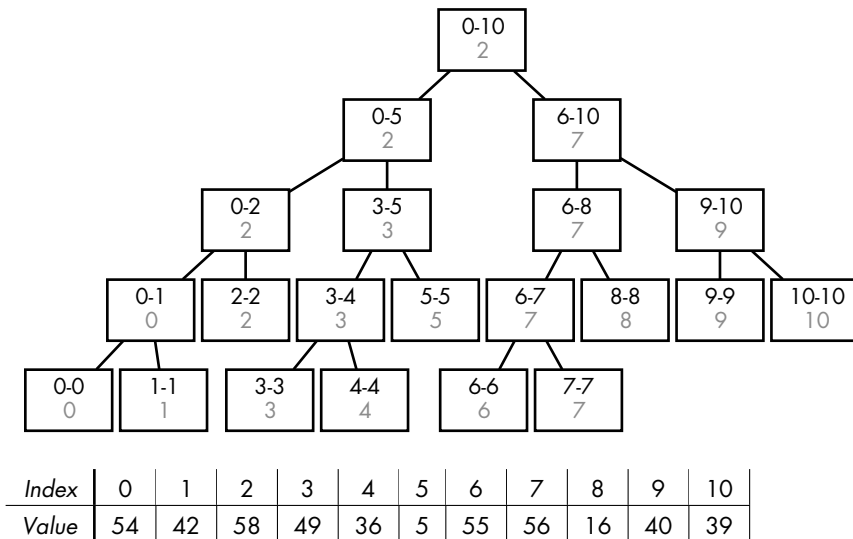 0-10
2
0-5 6-10
2 7
0-2 3-5 6-8 9-10
2 3 7 9
0-1 2-2 3-4 5-5 6-7 8-8 9-9 10-10
0 2 3 5 7 8 9 10
0-0 1-1 3-3 4-4 6-6 7-7
0 1 3 4 6 7
Index 0 1 2 3 4 5 6 7 8 9 10
Value 54 42 58 49 36 5 55 56 16 40 39